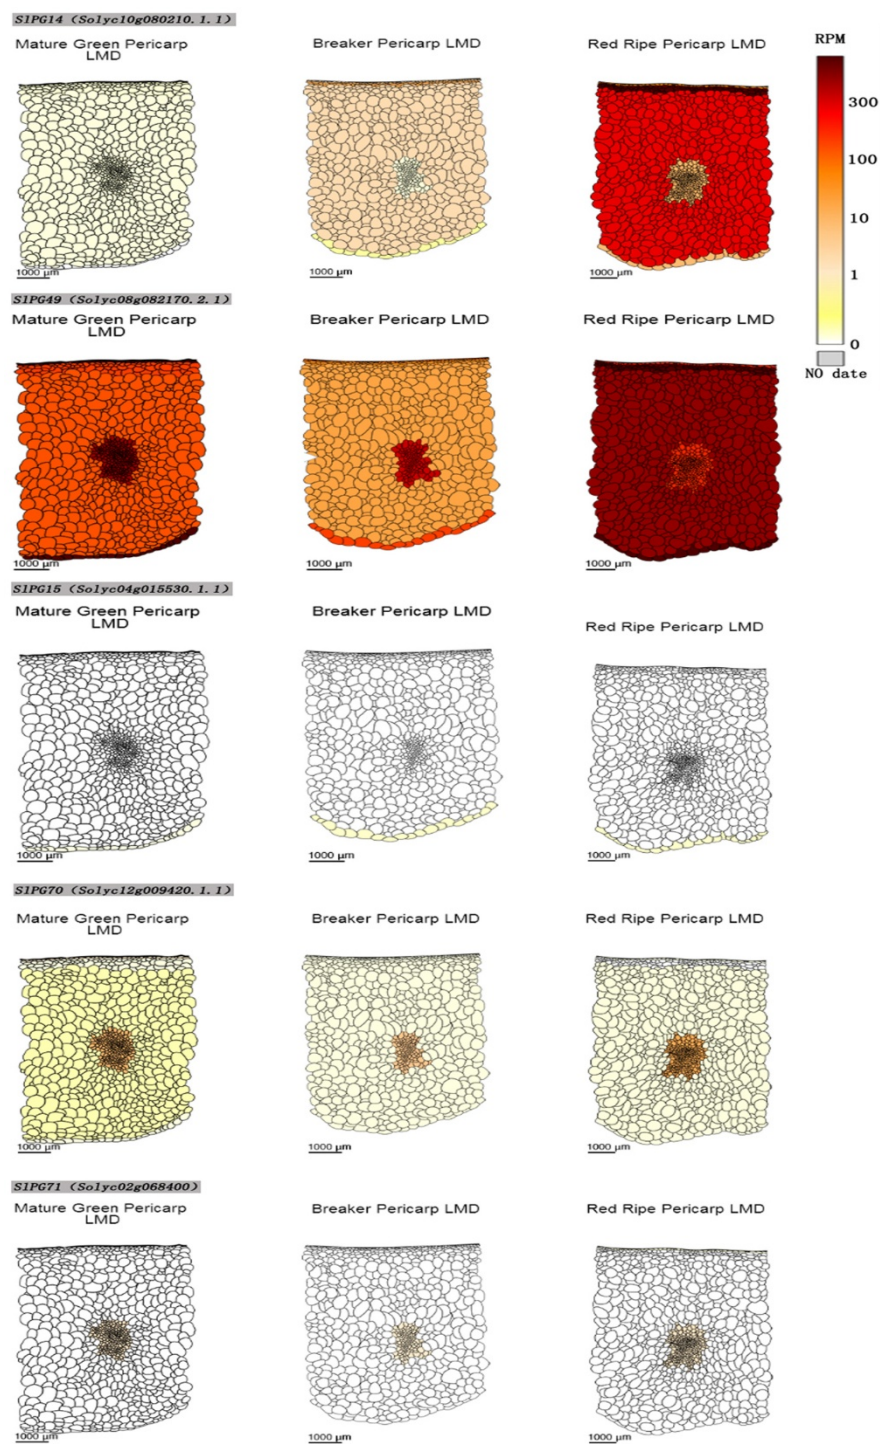 SlPG14 (Solyc10g080210.1.1)
Mature Green Pericarp
LMD
Breaker Pericarp LMD
Red Ripe Pericarp LMD
RPM
300
100
10
1
0
NO date
1000 µm
1000 µm
1000 µm
SlPG49 (Solyc08g082170.2.1)
Mature Green Pericarp
LMD
Breaker Pericarp LMD
Red Ripe Pericarp LMD
1000 µm
1000 µm
1000 µm
SlPG15 (Solyc04g015530.1.1)
Mature Green Pericarp
LMD
Breaker Pericarp LMD
Red Ripe Pericarp LMD
1000 µm
1000 µm
1000 µm
SlPG70 (Solyc12g009420.1.1)
Mature Green Pericarp
LMD
Breaker Pericarp LMD
Red Ripe Pericarp LMD
1000 µm
1000 µm
1000 µm
SlPG71 (Solyc02g068400)
Mature Green Pericarp
LMD
Breaker Pericarp LMD
Red Ripe Pericarp LMD
1000 µm
1000 µm
1000 µm